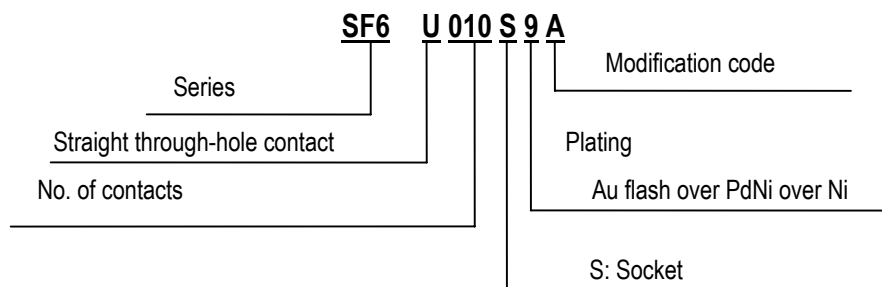 SF6 U 010 S 9 A
Modification code
Series
Straight through-hole contact
Plating
No. of contacts
Au flash over PdNi over Ni
S: Socket